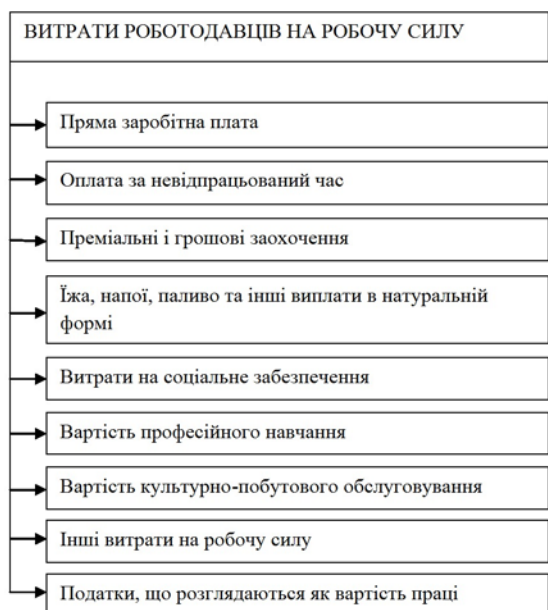 ВИТРАТИ РОБОТОДАВЦІВ НА РОБОЧУ СИЛУ
Пряма заробітна плата
Оплата за невідпрацьований час
Преміальні і грошові заохочення
Їжа, напої, паливо та інші виплати в натуральній
формі
Витрати на соціальне забезпечення
Вартість професійного навчання
Вартість культурно-побутового обслуговування
Інші витрати на робочу силу
Податки, що розглядаються як вартість праці